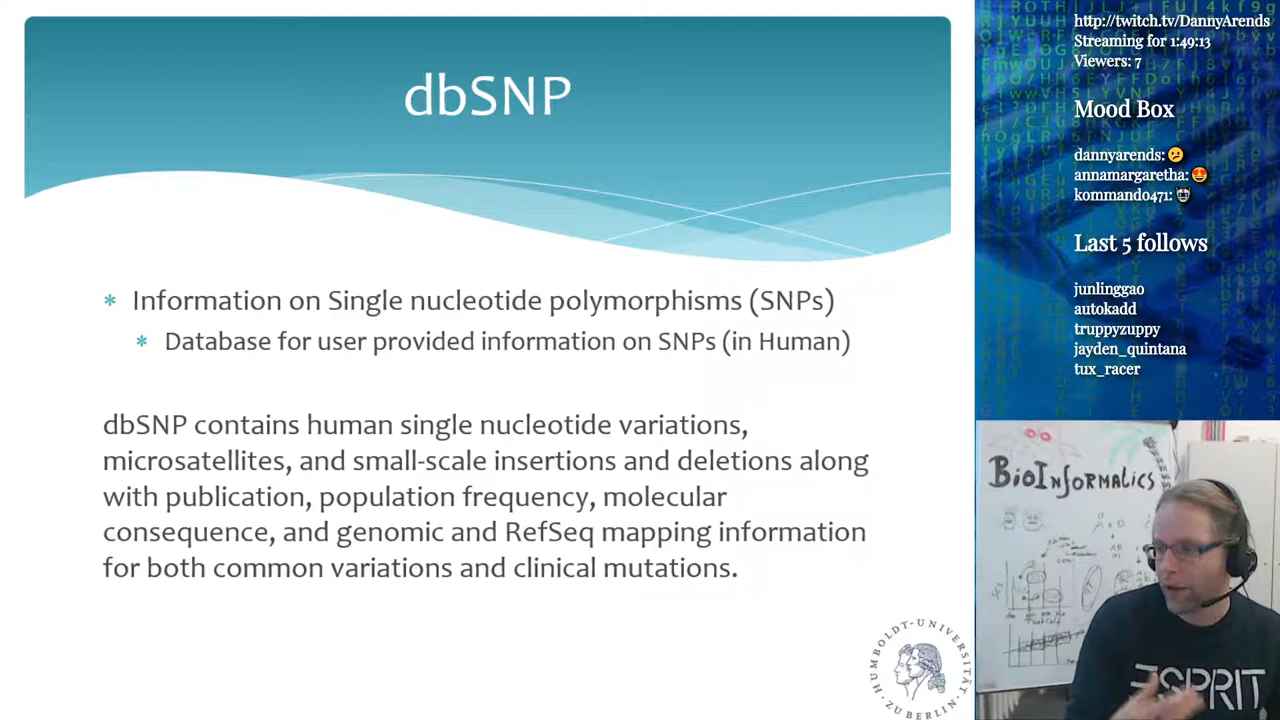 dbSNP
* Information on Single nucleotide polymorphisms (SNPs)
* Database for user provided information on SNPs (in Human)
dbSNP contains human single nucleotide variations,
microsatellites, and small-scale insertions and deletions along
with publication, population frequency, molecular
consequence, and genomic and RefSeq mapping information
for both common variations and clinical mutations.
HUMBOLDT-UNIVERSITÄT
ZU BERLIN
http://twitch.tv/DannyArends
Streaming for 1:49:13
Viewers: 7
Mood Box
dannyarends: 😕
annamargaretha: 😍
kommando471:
Last 5 follows
junlinggao
autokadd
truppyzuppy
jayden_quintana
tux_racer
BioInformatics
ESPRIT